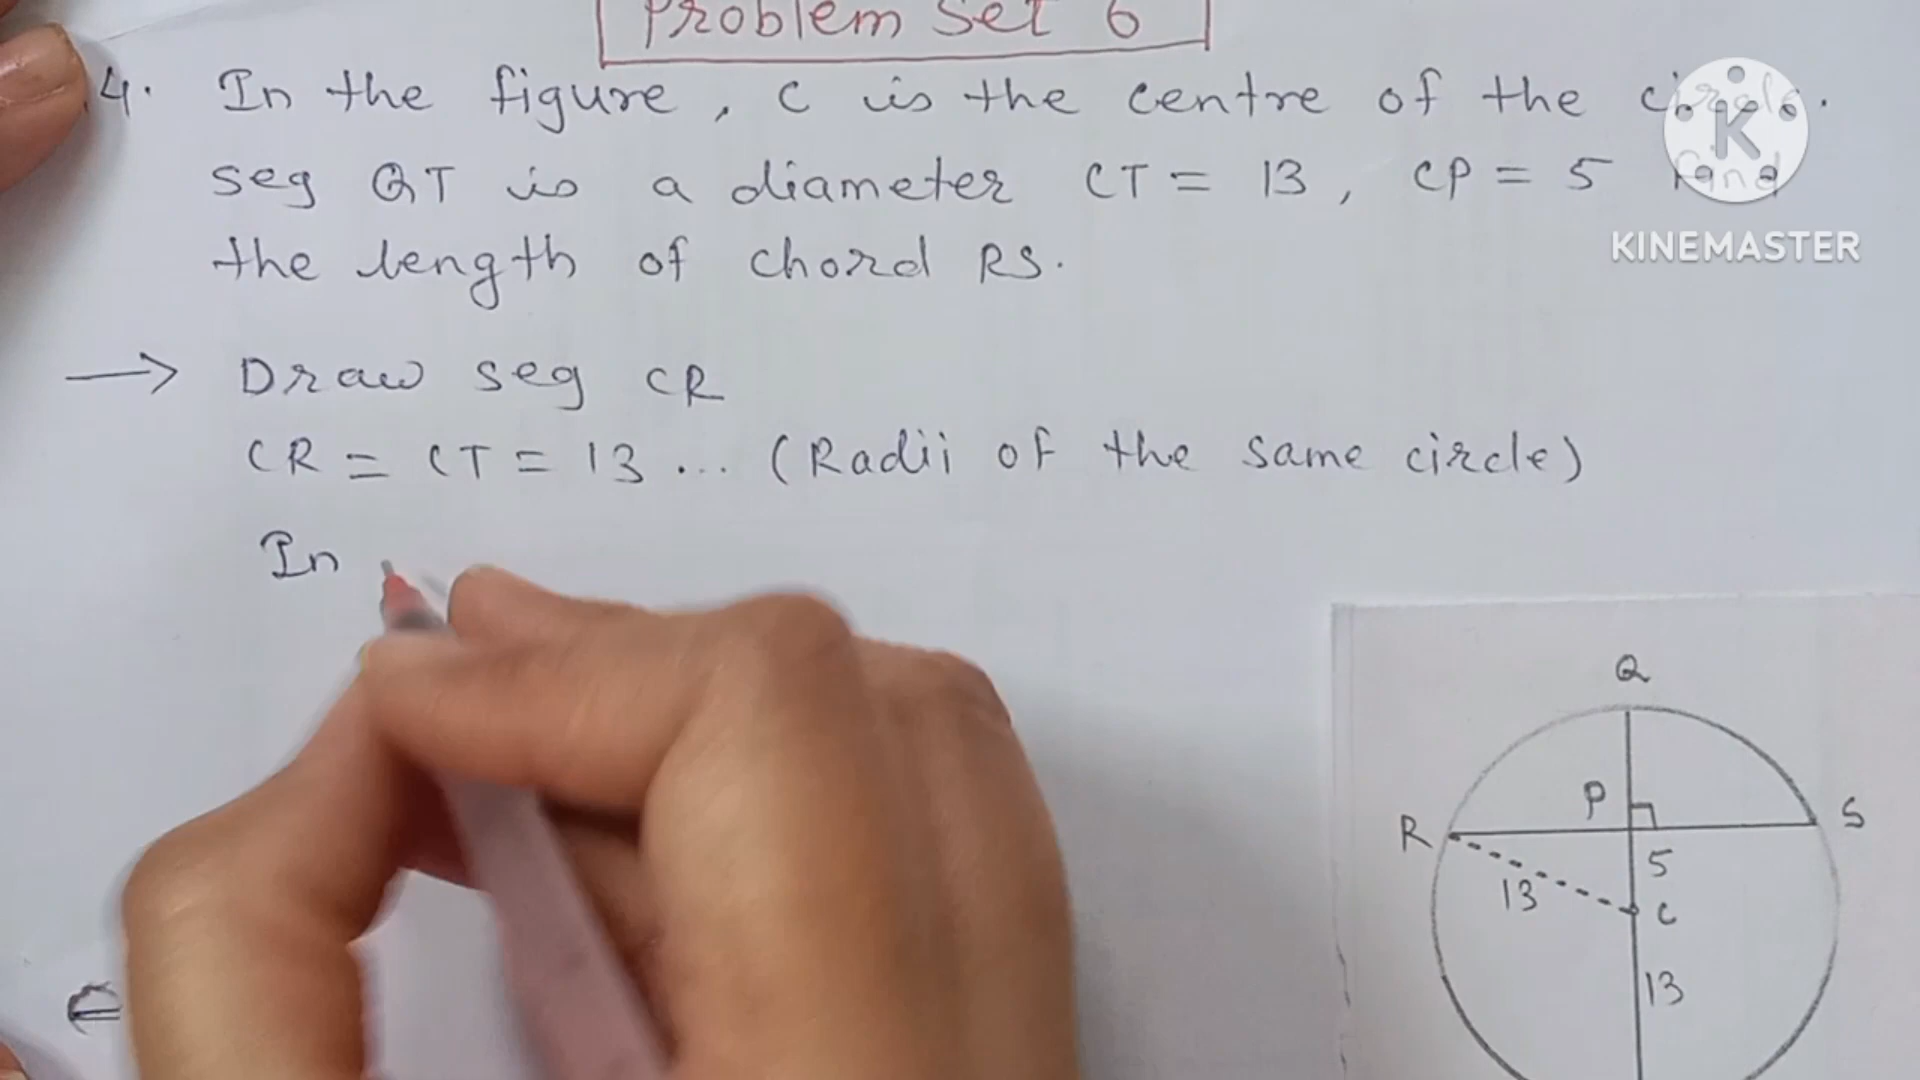 Problem Set 6
4. In the figure, C is the centre of the circle.
seg QT is a diameter CT = 13, CP = 5 find
the length of chord RS.
K
KINEMASTER
→ Draw seg CR
CR = CT = 13 ... (Radii of the same circle)
In
Q
P
R
S
5
13
C
13